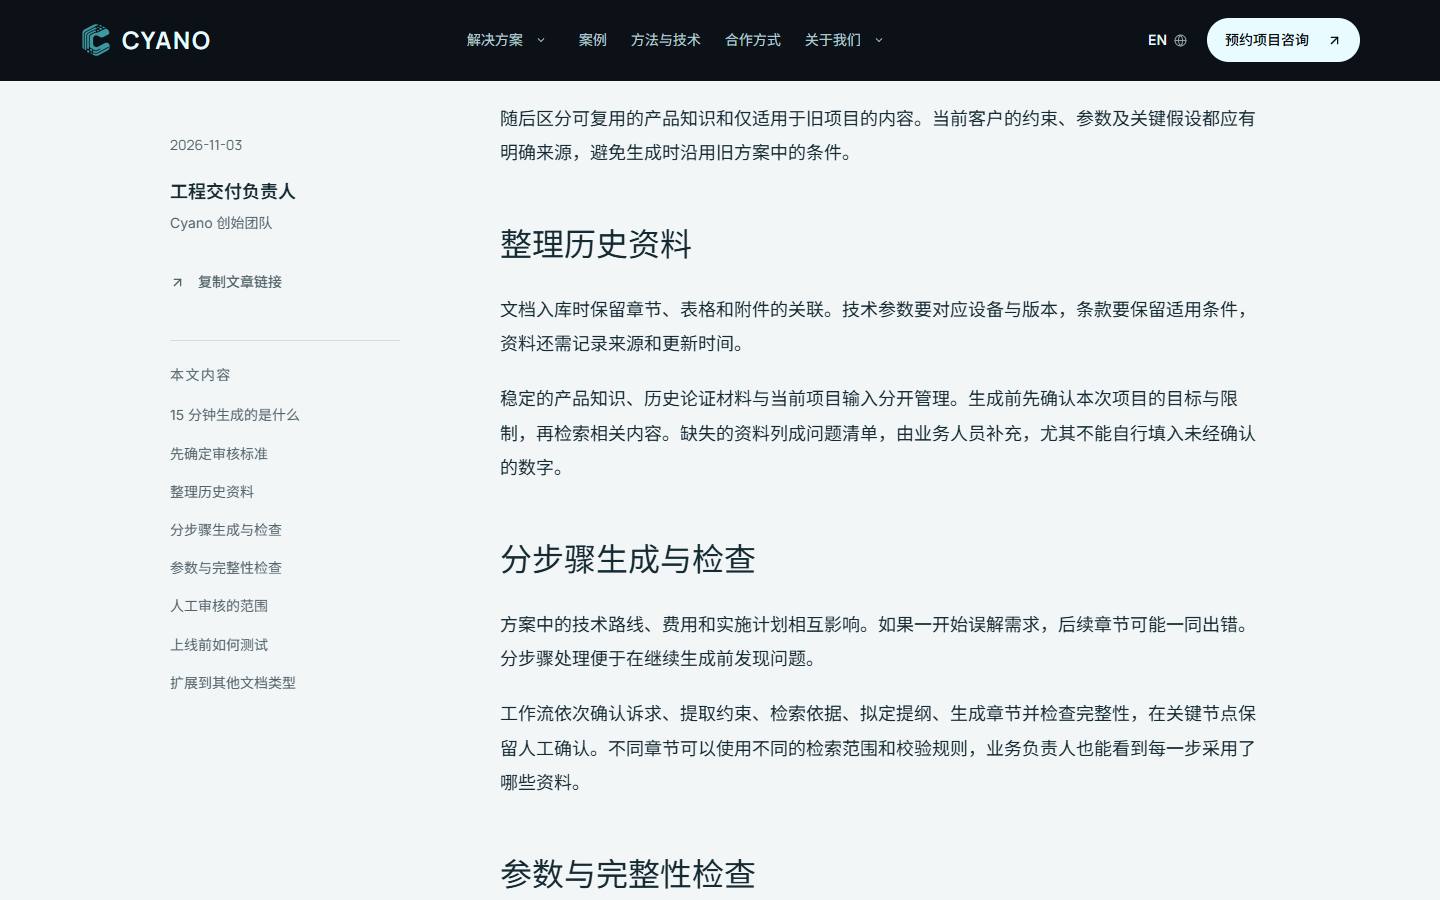 CYANO
解决方案
案例
方法与技术
合作方式
关于我们
EN
预约项目咨询
2026-11-03
工程交付负责人
Cyano 创始团队
复制文章链接
本文内容
15 分钟生成的是什么
先确定审核标准
整理历史资料
分步骤生成与检查
参数与完整性检查
人工审核的范围
上线前如何测试
扩展到其他文档类型
随后区分可复用的产品知识和仅适用于旧项目的内容。当前客户的约束、参数及关键假设都应有
明确来源，避免生成时沿用旧方案中的条件。
整理历史资料
文档入库时保留章节、表格和附件的关联。技术参数要对应设备与版本，条款要保留适用条件，
资料还需记录来源和更新时间。
稳定的产品知识、历史论证材料与当前项目输入分开管理。生成前先确认本次项目的目标与限
制，再检索相关内容。缺失的资料列成问题清单，由业务人员补充，尤其不能自行填入未经确认
的数字。
分步骤生成与检查
方案中的技术路线、费用和实施计划相互影响。如果一开始误解需求，后续章节可能一同出错。
分步骤处理便于在继续生成前发现问题。
工作流依次确认诉求、提取约束、检索依据、拟定提纲、生成章节并检查完整性，在关键节点保
留人工确认。不同章节可以使用不同的检索范围和校验规则，业务负责人也能看到每一步采用了
哪些资料。
参数与完整性检查